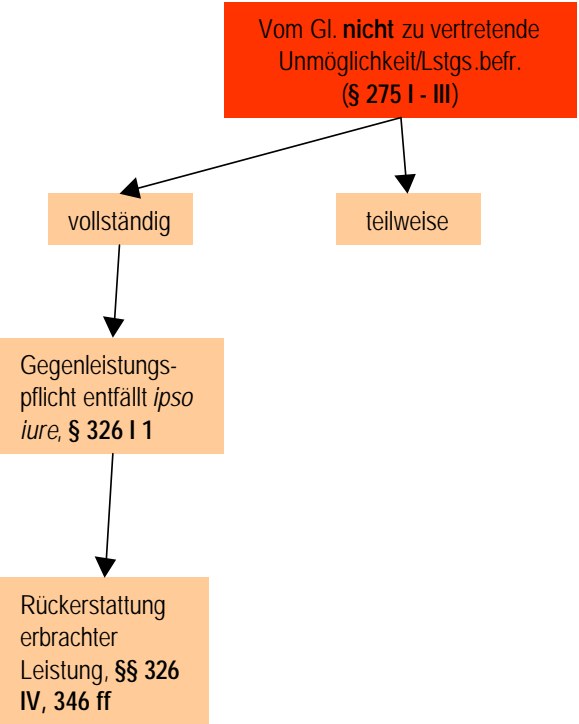 Vom Gl. nicht zu vertretende
Unmöglichkeit/Lstgs.befr.
(§ 275 I - III)
vollständig
teilweise
Gegenleistungs-
pflicht entfällt ipso
iure, § 326 I 1
Rückerstattung
erbrachter
Leistung, §§ 326
IV, 346 ff